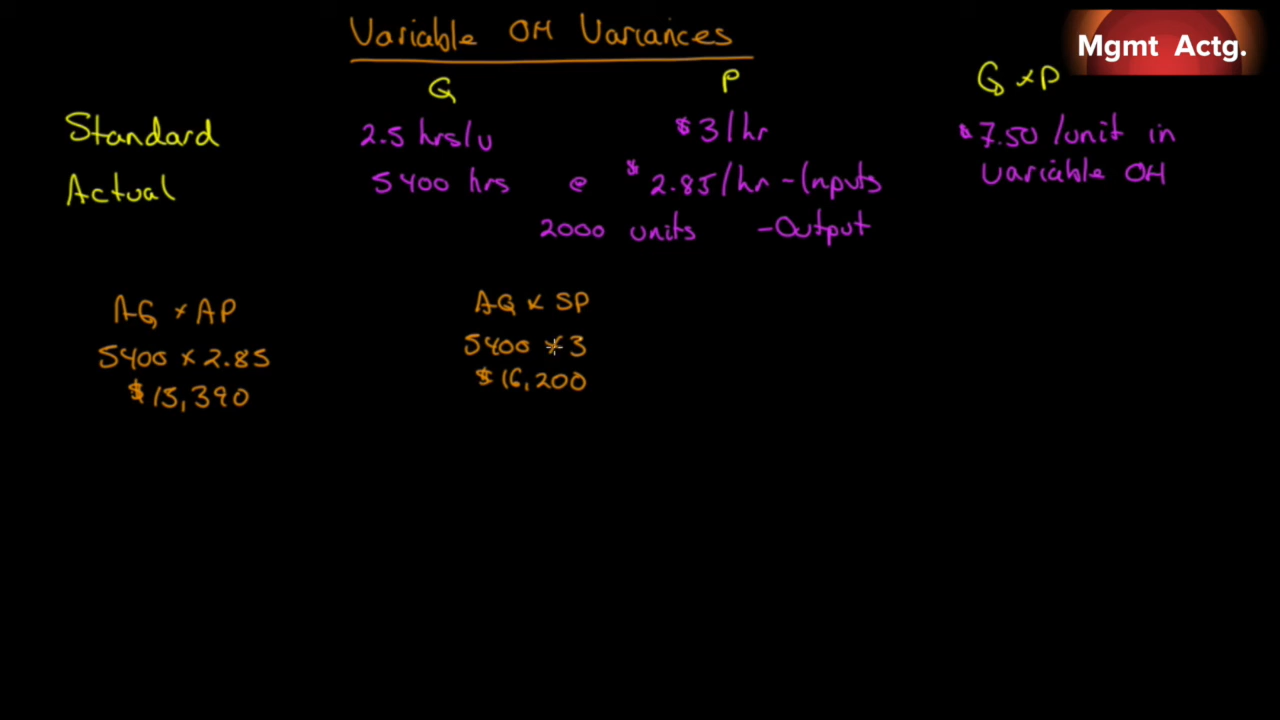 Variable OH Variances
Mgmt Actg.
Q P Q x P
Standard 2.5 hrs/u $3/hr $7.50/unit in variable OH
Actual 5400 hrs @ $2.85/hr - Inputs
2000 units - Output
AQ x AP AQ x SP
5400 x 2.85 5400 x 3
$15,390 $16,200